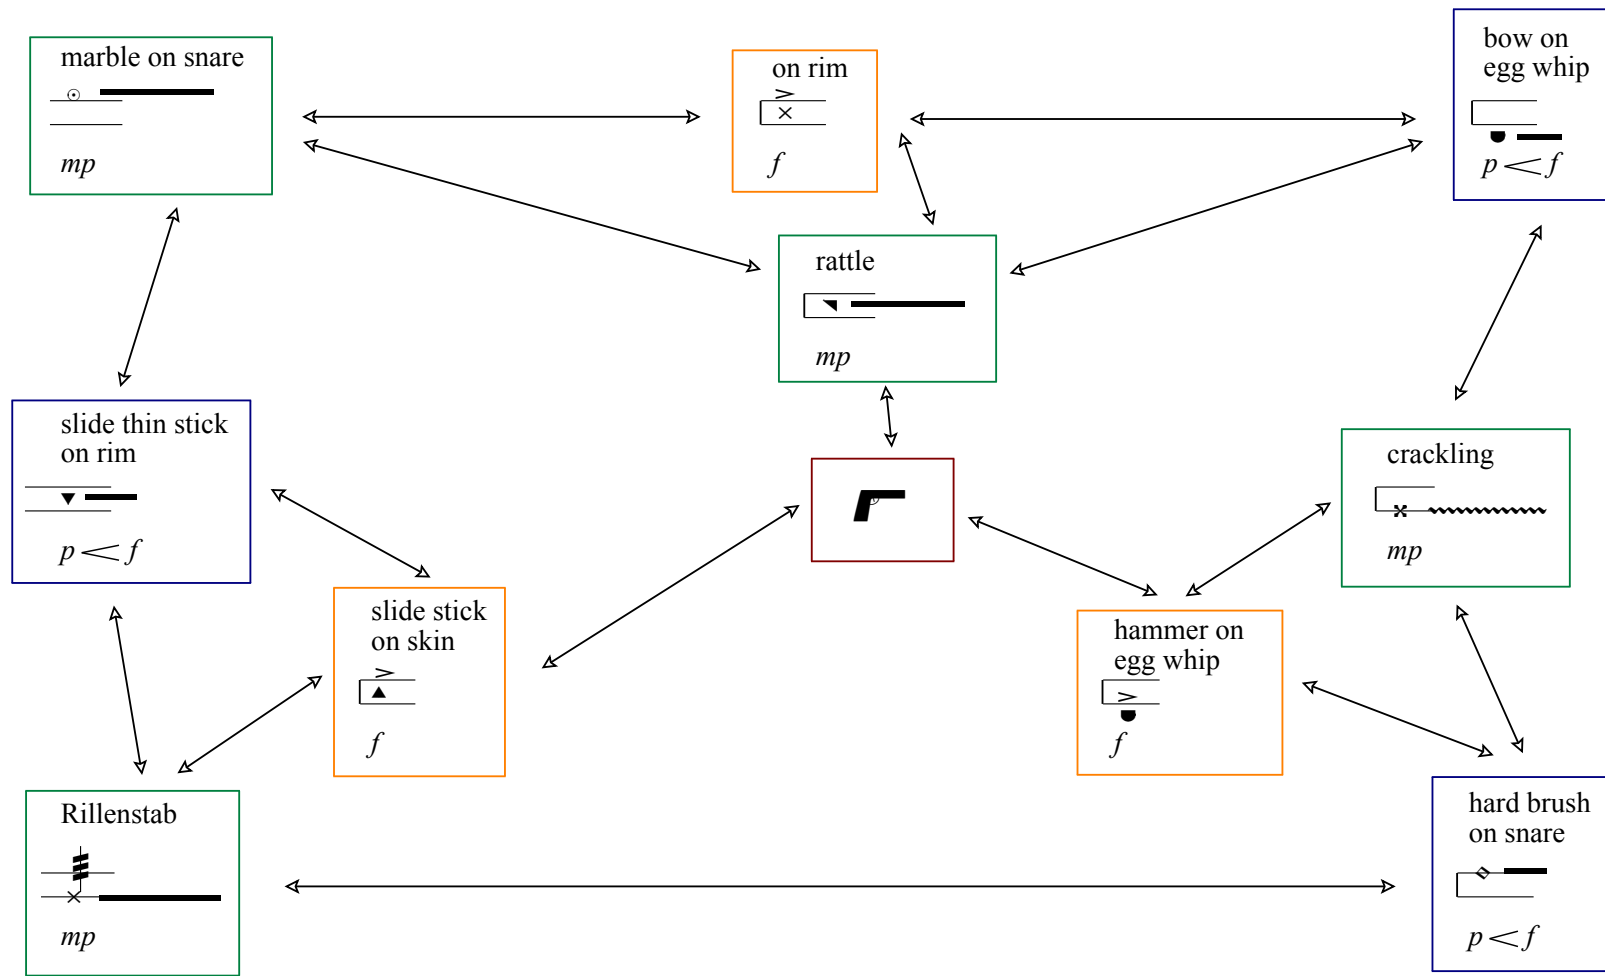 marble on snare
mp
on rim
f
bow on
egg whip
p < f
rattle
mp
slide thin stick
on rim
p < f
crackling
mp
slide stick
on skin
f
hammer on
egg whip
f
Rillenstab
mp
hard brush
on snare
p < f